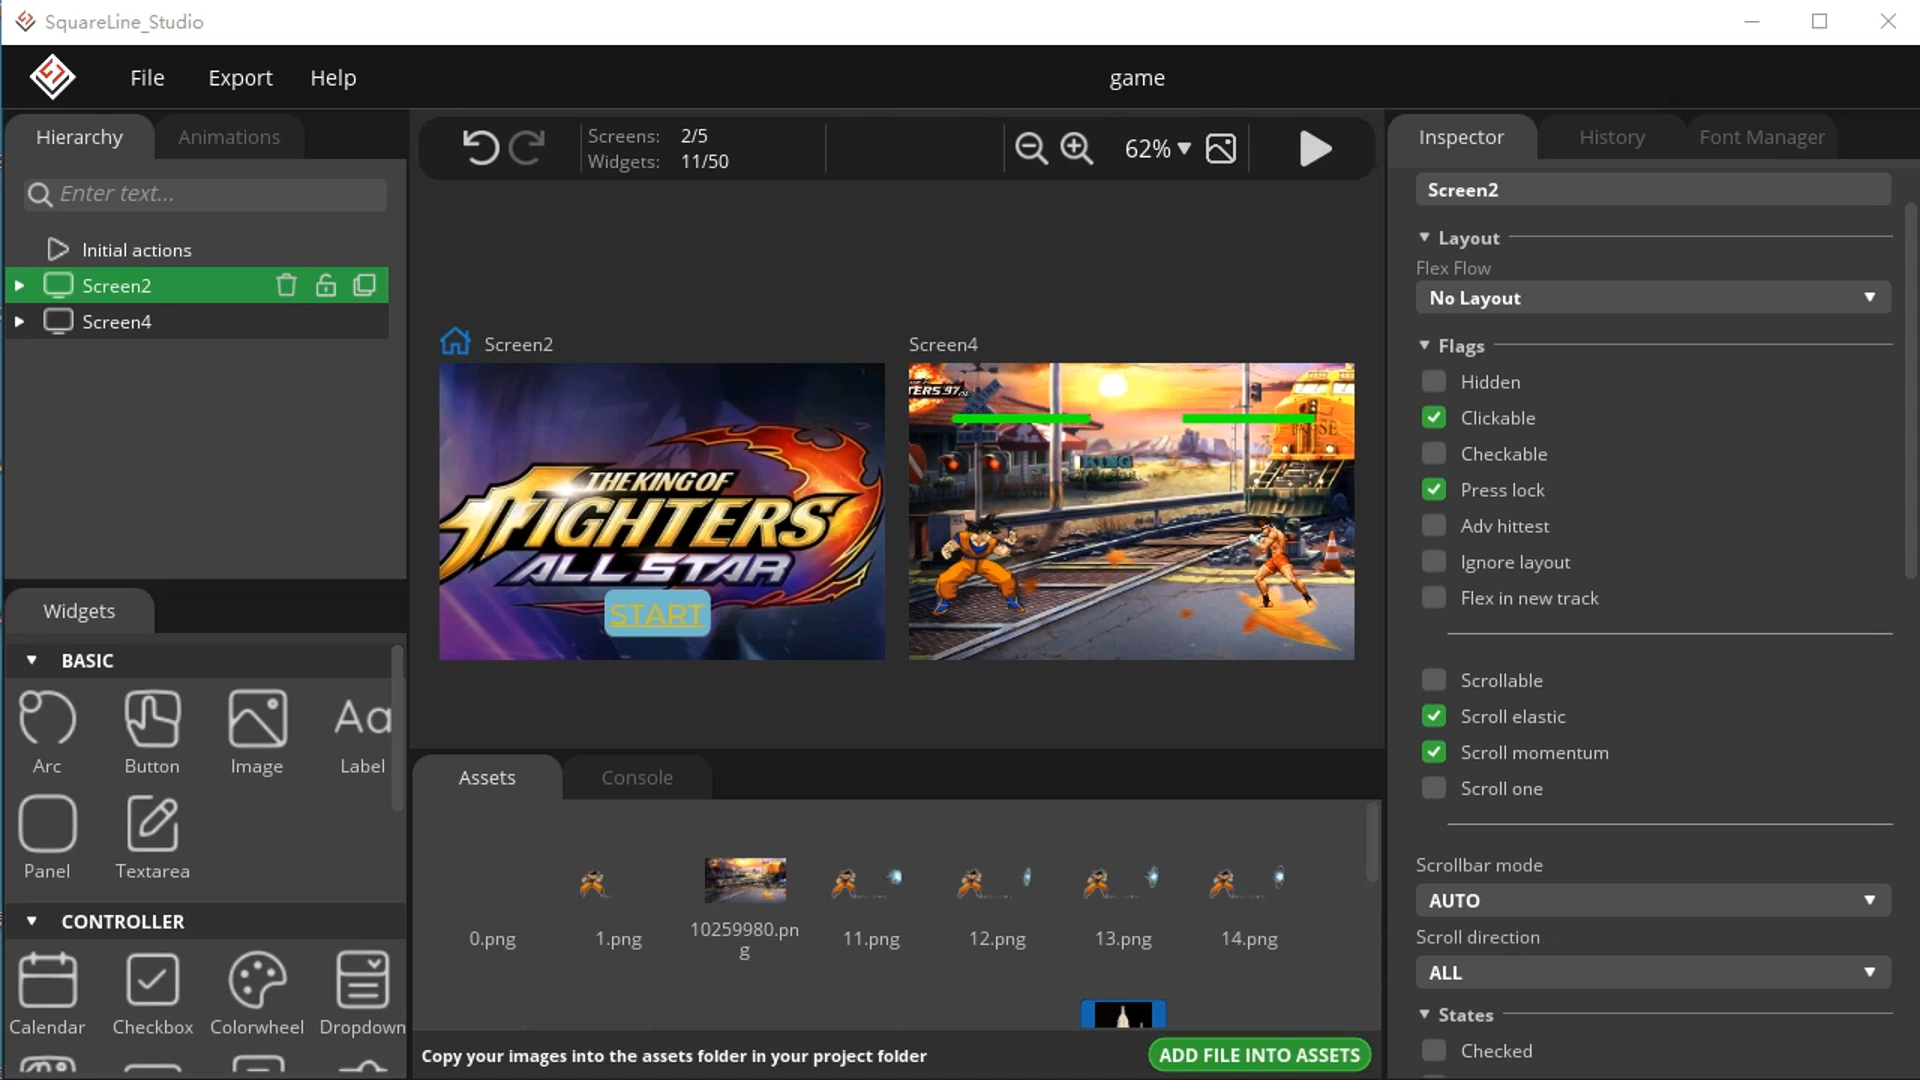 SquareLine_Studio
File Export Help
game
Hierarchy Animations
Enter text...
Initial actions
Screen2
Screen4
Screens: 2/5
Widgets: 11/50
62%
Screen2
Screen4
THE KING OF
FIGHTERS
ALL STAR
START
TERS'97
PAUSE
KING
Widgets
BASIC
Arc Button Image Label
Panel Textarea
CONTROLLER
Calendar Checkbox Colorwheel Dropdown
Assets Console
0.png 1.png 10259980.pn
g 11.png 12.png 13.png 14.png
Copy your images into the assets folder in your project folder
ADD FILE INTO ASSETS
Inspector History Font Manager
Screen2
Layout
Flex Flow
No Layout
Flags
Hidden
Clickable
Checkable
Press lock
Adv hittest
Ignore layout
Flex in new track
Scrollable
Scroll elastic
Scroll momentum
Scroll one
Scrollbar mode
AUTO
Scroll direction
ALL
States
Checked